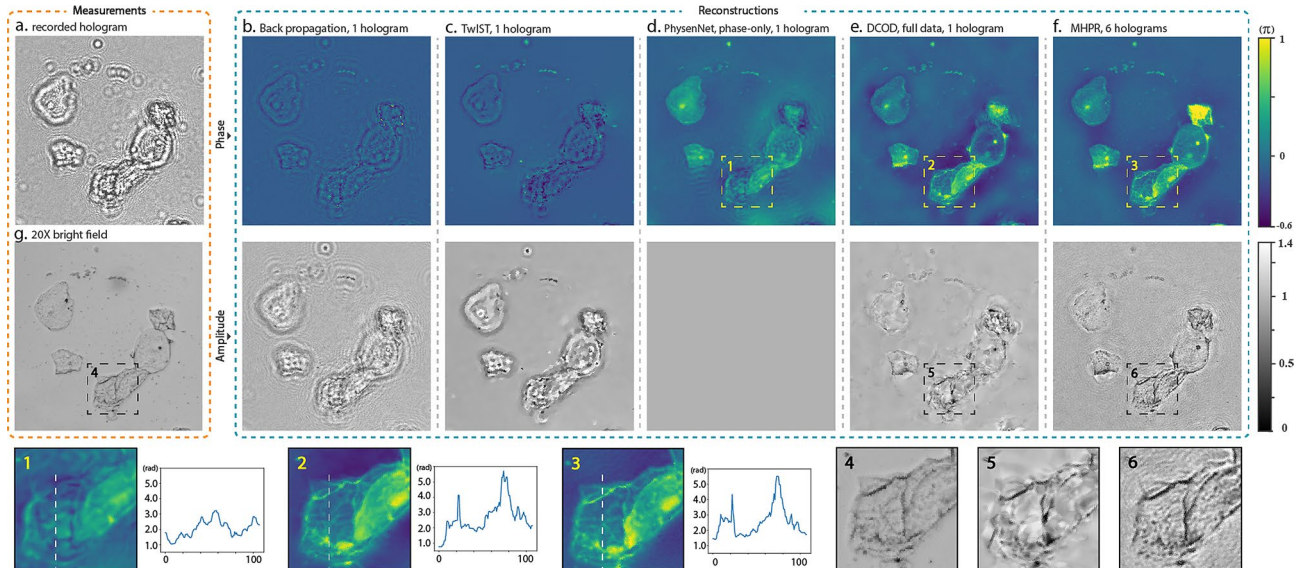 Measurements
Reconstructions
a. recorded hologram
b. Back propagation, 1 hologram
c. TwIST, 1 hologram
d. PhysenNet, phase-only, 1 hologram
e. DCOD, full data, 1 hologram
f. MHPR, 6 holograms
(π)
1
0
-0.6
Phase
1
2
3
g. 20X bright field
Amplitude
4
5
6
1.4
1
0.5
0
1
(rad)
5.0
4.0
3.0
2.0
1.0
0
100
2
(rad)
5.0
4.0
3.0
2.0
1.0
0
100
3
(rad)
5.0
4.0
3.0
2.0
1.0
0
100
4
5
6